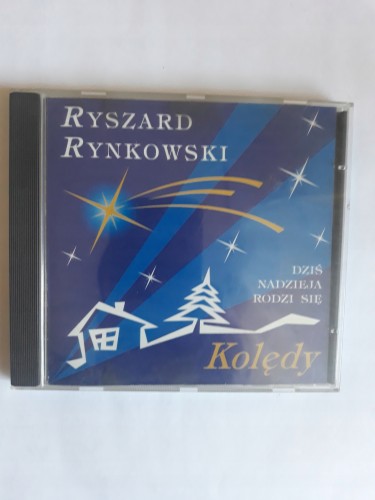 RYSZARD
RYNKOWSKI
DZIŚ
NADZIEJA
RODZI SIĘ
Kolędy